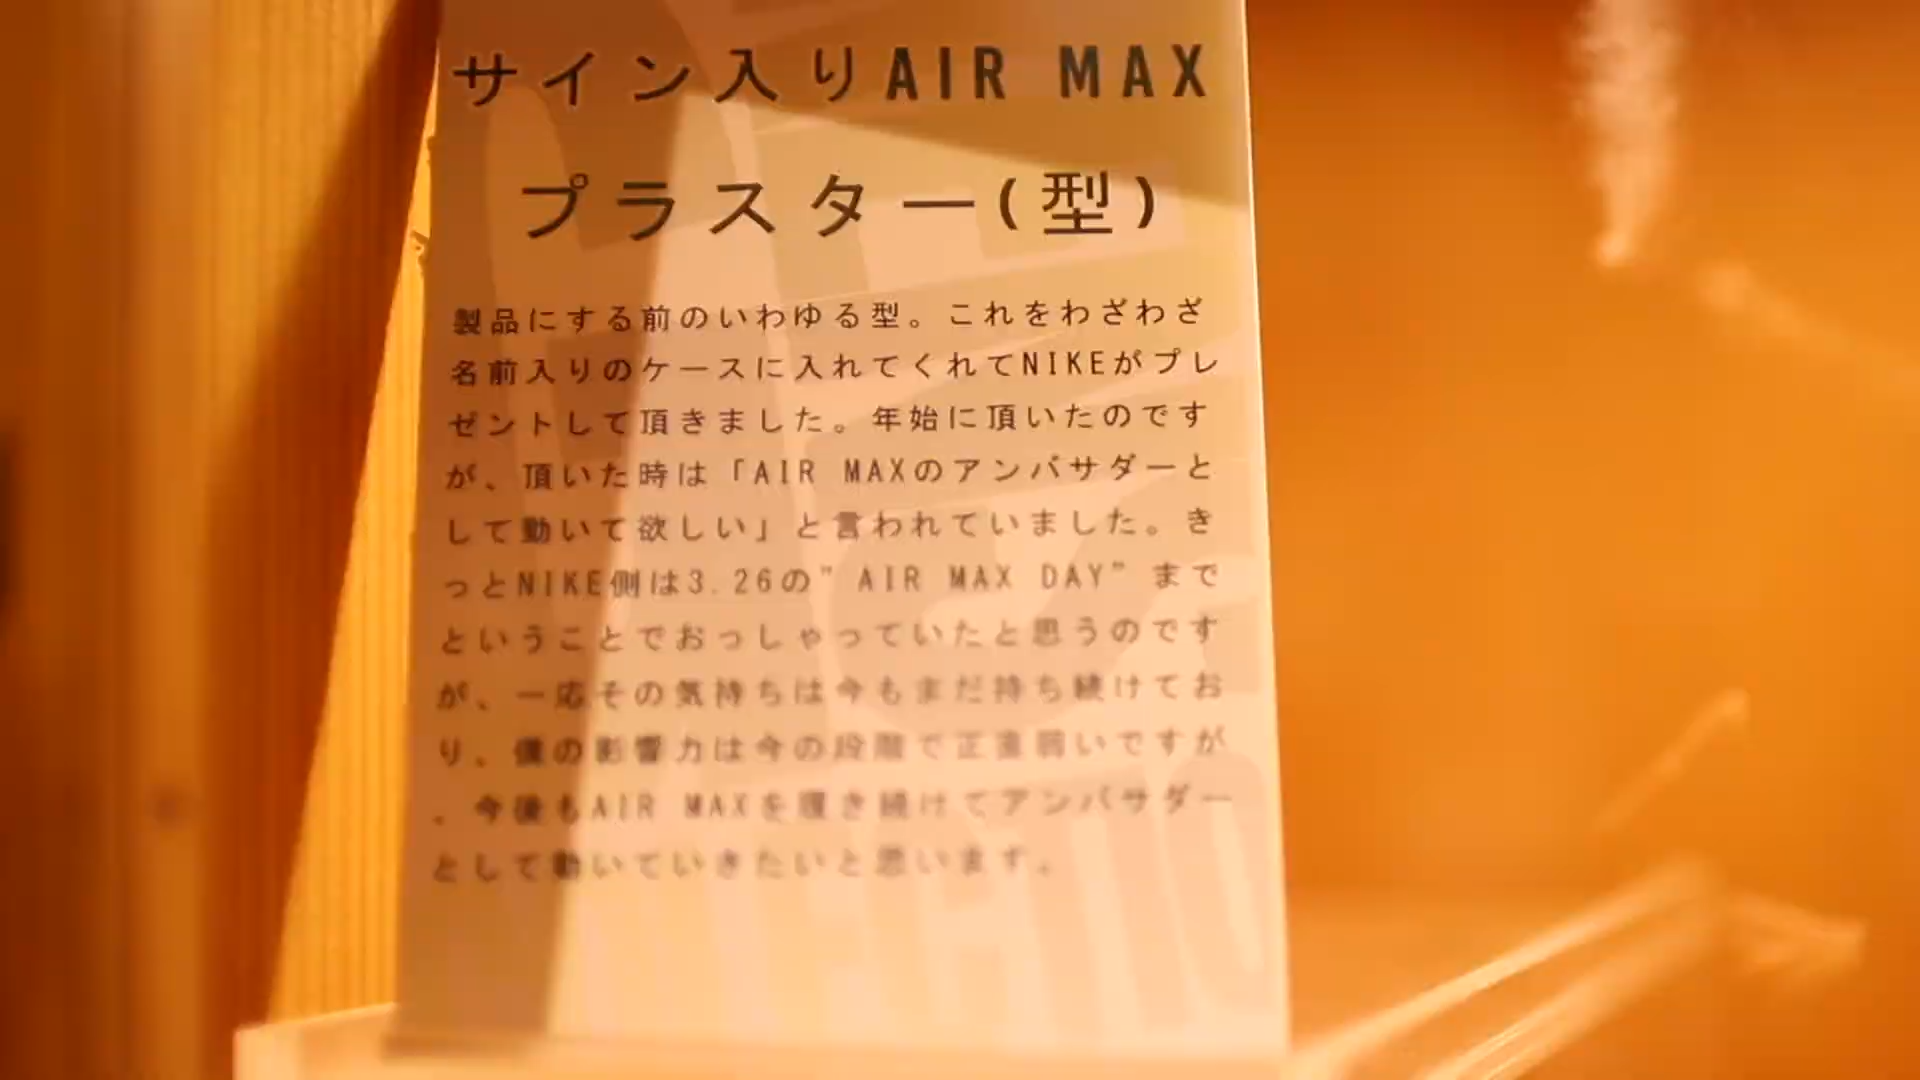 サイン入りAIR MAX
プラスター(型)
製品にする前のいわゆる型。これをわざわざ
名前入りのケースに入れてくれてNIKEがプレ
ゼントして頂きました。年始に頂いたのです
が、頂いた時は「AIR MAXのアンバサダーと
して動いて欲しい」と言われていました。き
っとNIKE側は3.26の”AIR MAX DAY”まで
ということでおっしゃっていたと思うのです
が、一応その気持ちは今もまだ持ち続けてお
り、僕の影響力は今の段階で正直弱いですが
、今後もAIR MAXを履き続けてアンバサダー
として動いていきたいと思います。